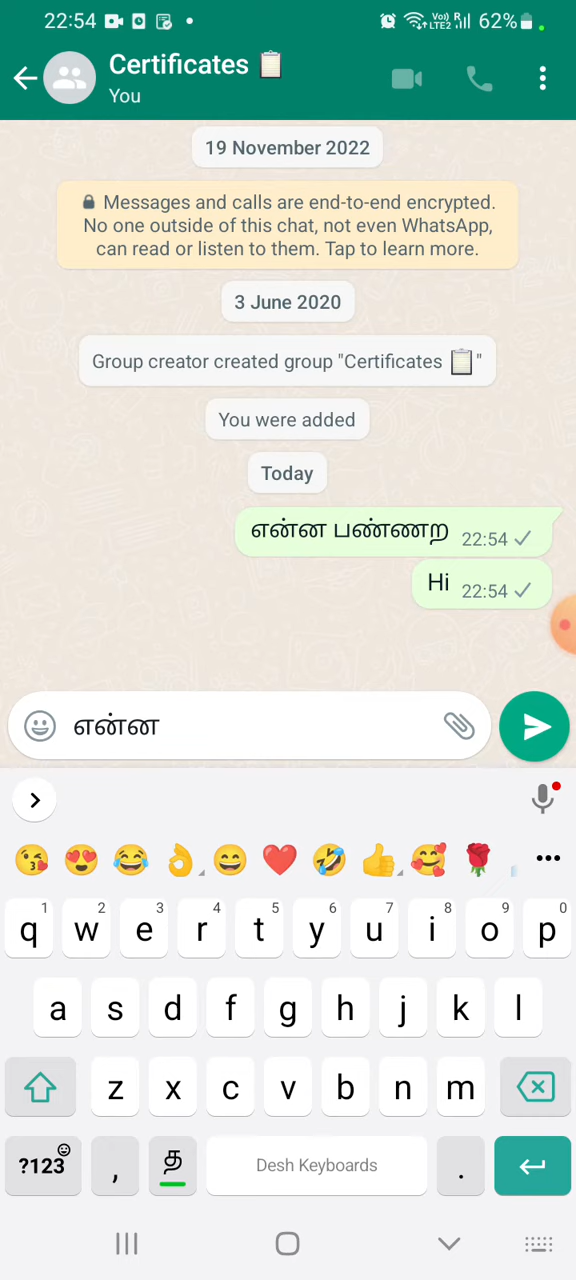 22:54 Vo) LTE2 R 62%
Certificates 📋
You
19 November 2022
🔒 Messages and calls are end-to-end encrypted.
No one outside of this chat, not even WhatsApp,
can read or listen to them. Tap to learn more.
3 June 2020
Group creator created group "Certificates 📋"
You were added
Today
என்ன பண்ணற 22:54
Hi 22:54
என்ன
😘 😍 😂 👌 😄 ❤️ 🤣 👍 🥰 🌹 •••
1 2 3 4 5 6 7 8 9 0
q w e r t y u i o p
a s d f g h j k l
z x c v b n m
?123 , த Desh Keyboards .